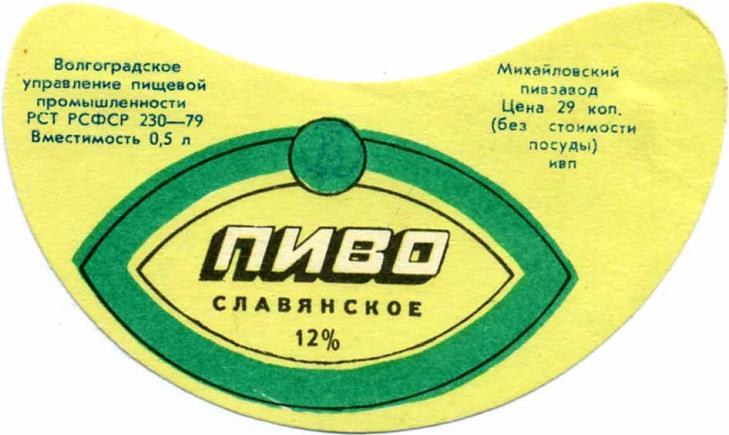 Волгоградское
управление пищевой
промышленности
РСТ РСФСР 230—79
Вместимость 0,5 л
Михайловский
пивзавод
Цена 29 коп.
(без стоимости
посуды)
ивп
ПИВО
СЛАВЯНСКОЕ
12%